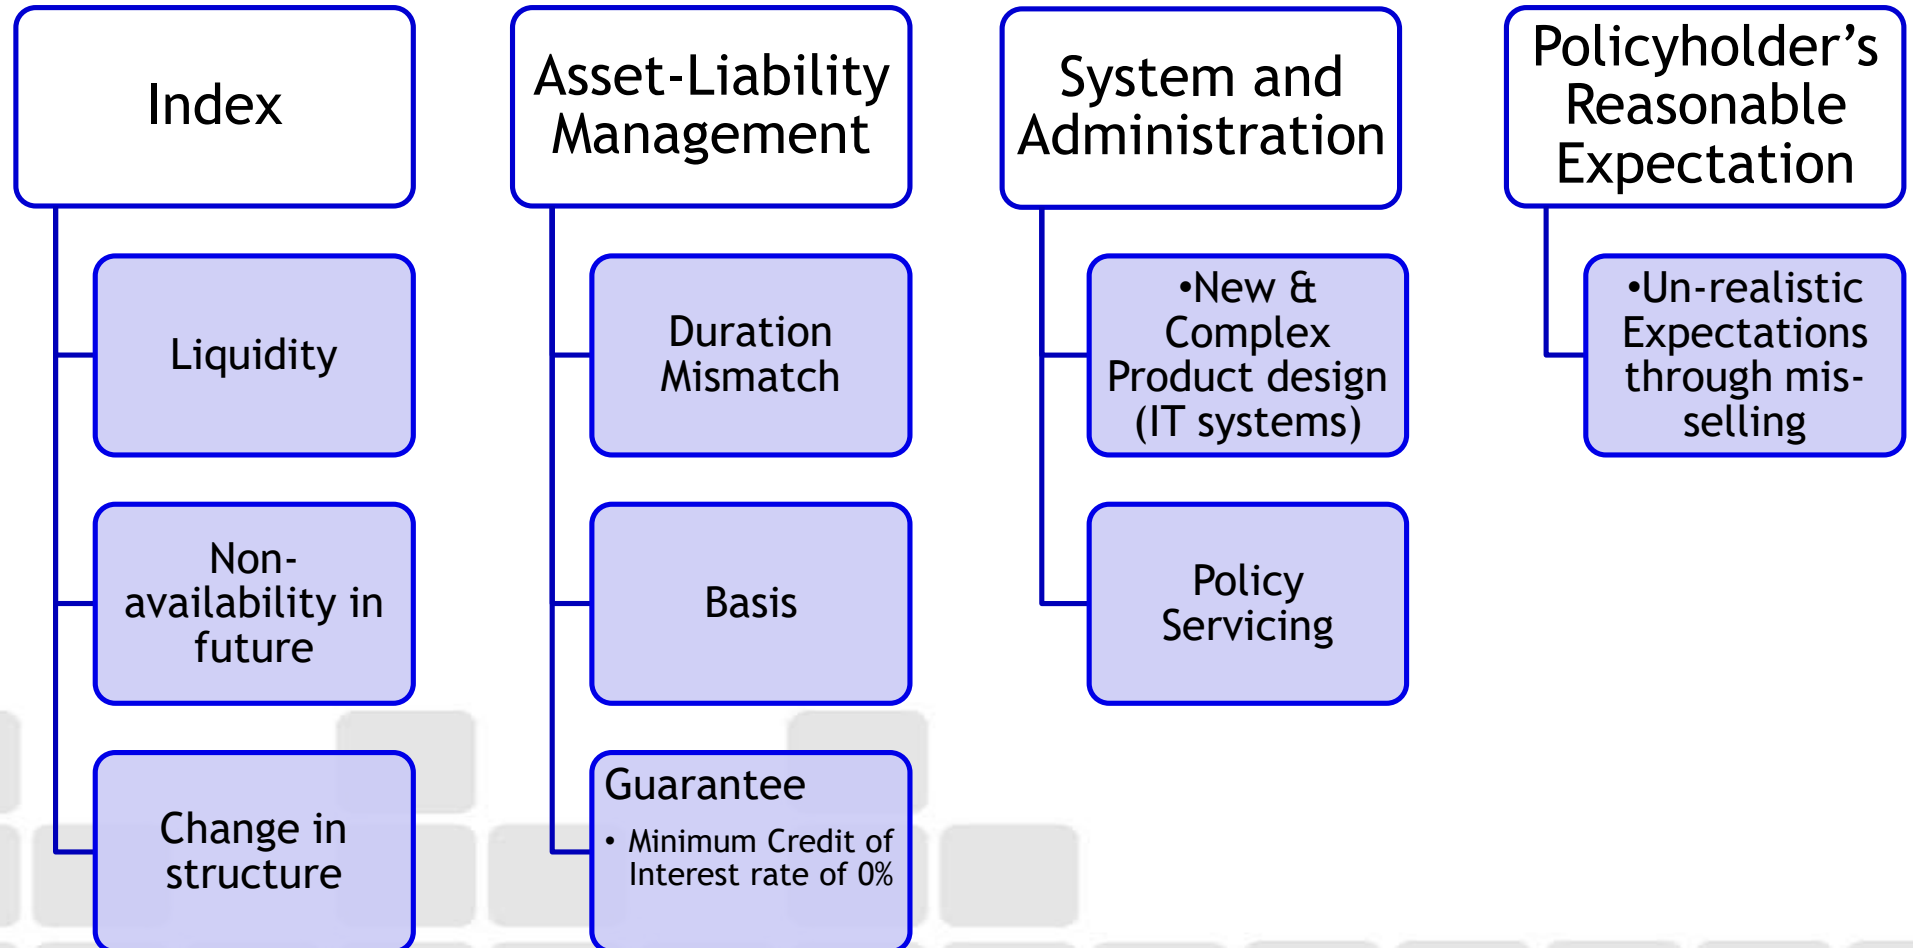 Index
Liquidity
Non-
availability in
future
Change in
structure
Asset-Liability
Management
Duration
Mismatch
Basis
Guarantee
• Minimum Credit of
Interest rate of 0%
System and
Administration
•New &
Complex
Product design
(IT systems)
Policy
Servicing
Policyholder’s
Reasonable
Expectation
•Un-realistic
Expectations
through mis-
selling